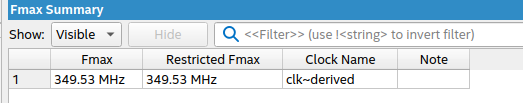 Fmax Summary
Show: Visible Hide <<Filter>> (use !<string> to invert filter)
Fmax Restricted Fmax Clock Name Note
1 349.53 MHz 349.53 MHz clk~derived